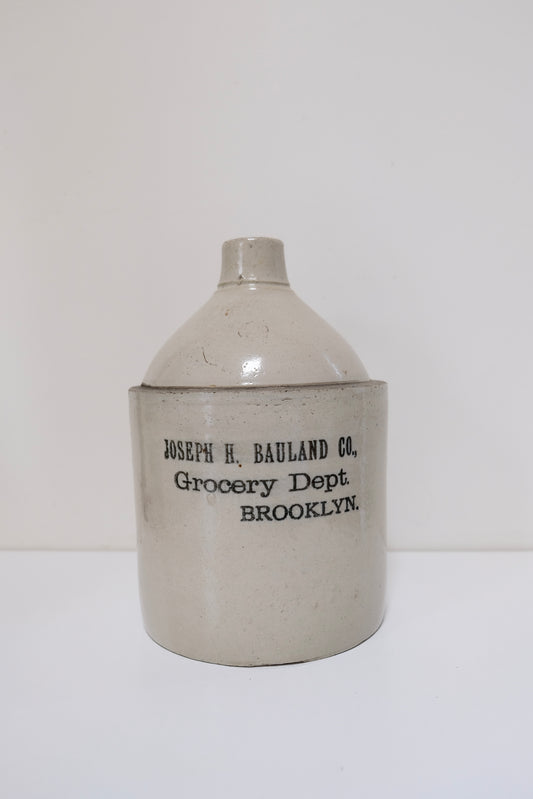 JOSEPH H. BAULAND CO.,
Grocery Dept.
BROOKLYN.